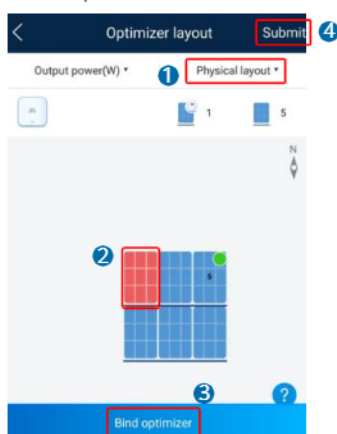 Optimizer layout Submit 4
Output power(W) 1 Physical layout
1 5
N
2
5
3
?
Bind optimizer